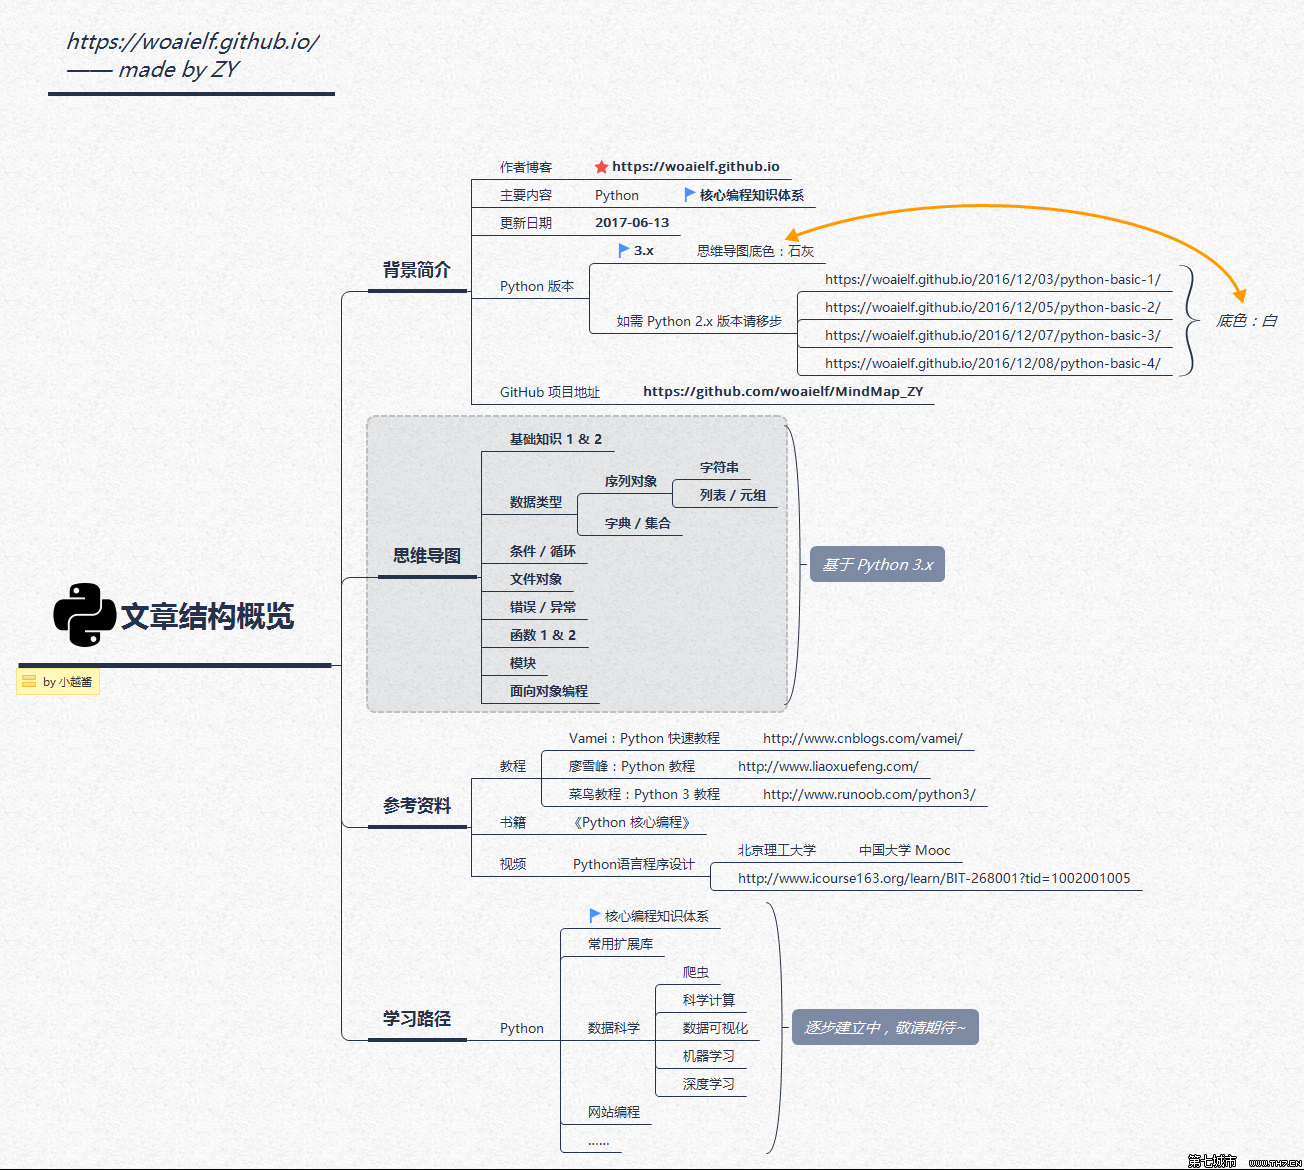 https://woaielf.github.io/
—— made by ZY
作者博客 https://woaielf.github.io
主要内容 Python 核心编程知识体系
更新日期 2017-06-13
背景简介
3.x 思维导图底色：石灰
Python 版本
https://woaielf.github.io/2016/12/03/python-basic-1/
https://woaielf.github.io/2016/12/05/python-basic-2/
如需 Python 2.x 版本请移步
底色：白
https://woaielf.github.io/2016/12/07/python-basic-3/
https://woaielf.github.io/2016/12/08/python-basic-4/
GitHub 项目地址 https://github.com/woaielf/MindMap_ZY
思维导图
基础知识 1 & 2
数据类型
序列对象
字符串
列表 / 元组
字典 / 集合
条件 / 循环
文件对象
错误 / 异常
函数 1 & 2
模块
面向对象编程
基于 Python 3.x
文章结构概览
by 小越酱
参考资料
教程
Vamei：Python 快速教程 http://www.cnblogs.com/vamei/
廖雪峰：Python 教程 http://www.liaoxuefeng.com/
菜鸟教程：Python 3 教程 http://www.runoob.com/python3/
书籍 《Python 核心编程》
视频 Python语言程序设计
北京理工大学 中国大学 Mooc
http://www.icourse163.org/learn/BIT-268001?tid=1002001005
学习路径
Python
核心编程知识体系
常用扩展库
数据科学
爬虫
科学计算
数据可视化
机器学习
深度学习
网站编程
……
逐步建立中，敬请期待~
第七城市 WWW.TH7.CN